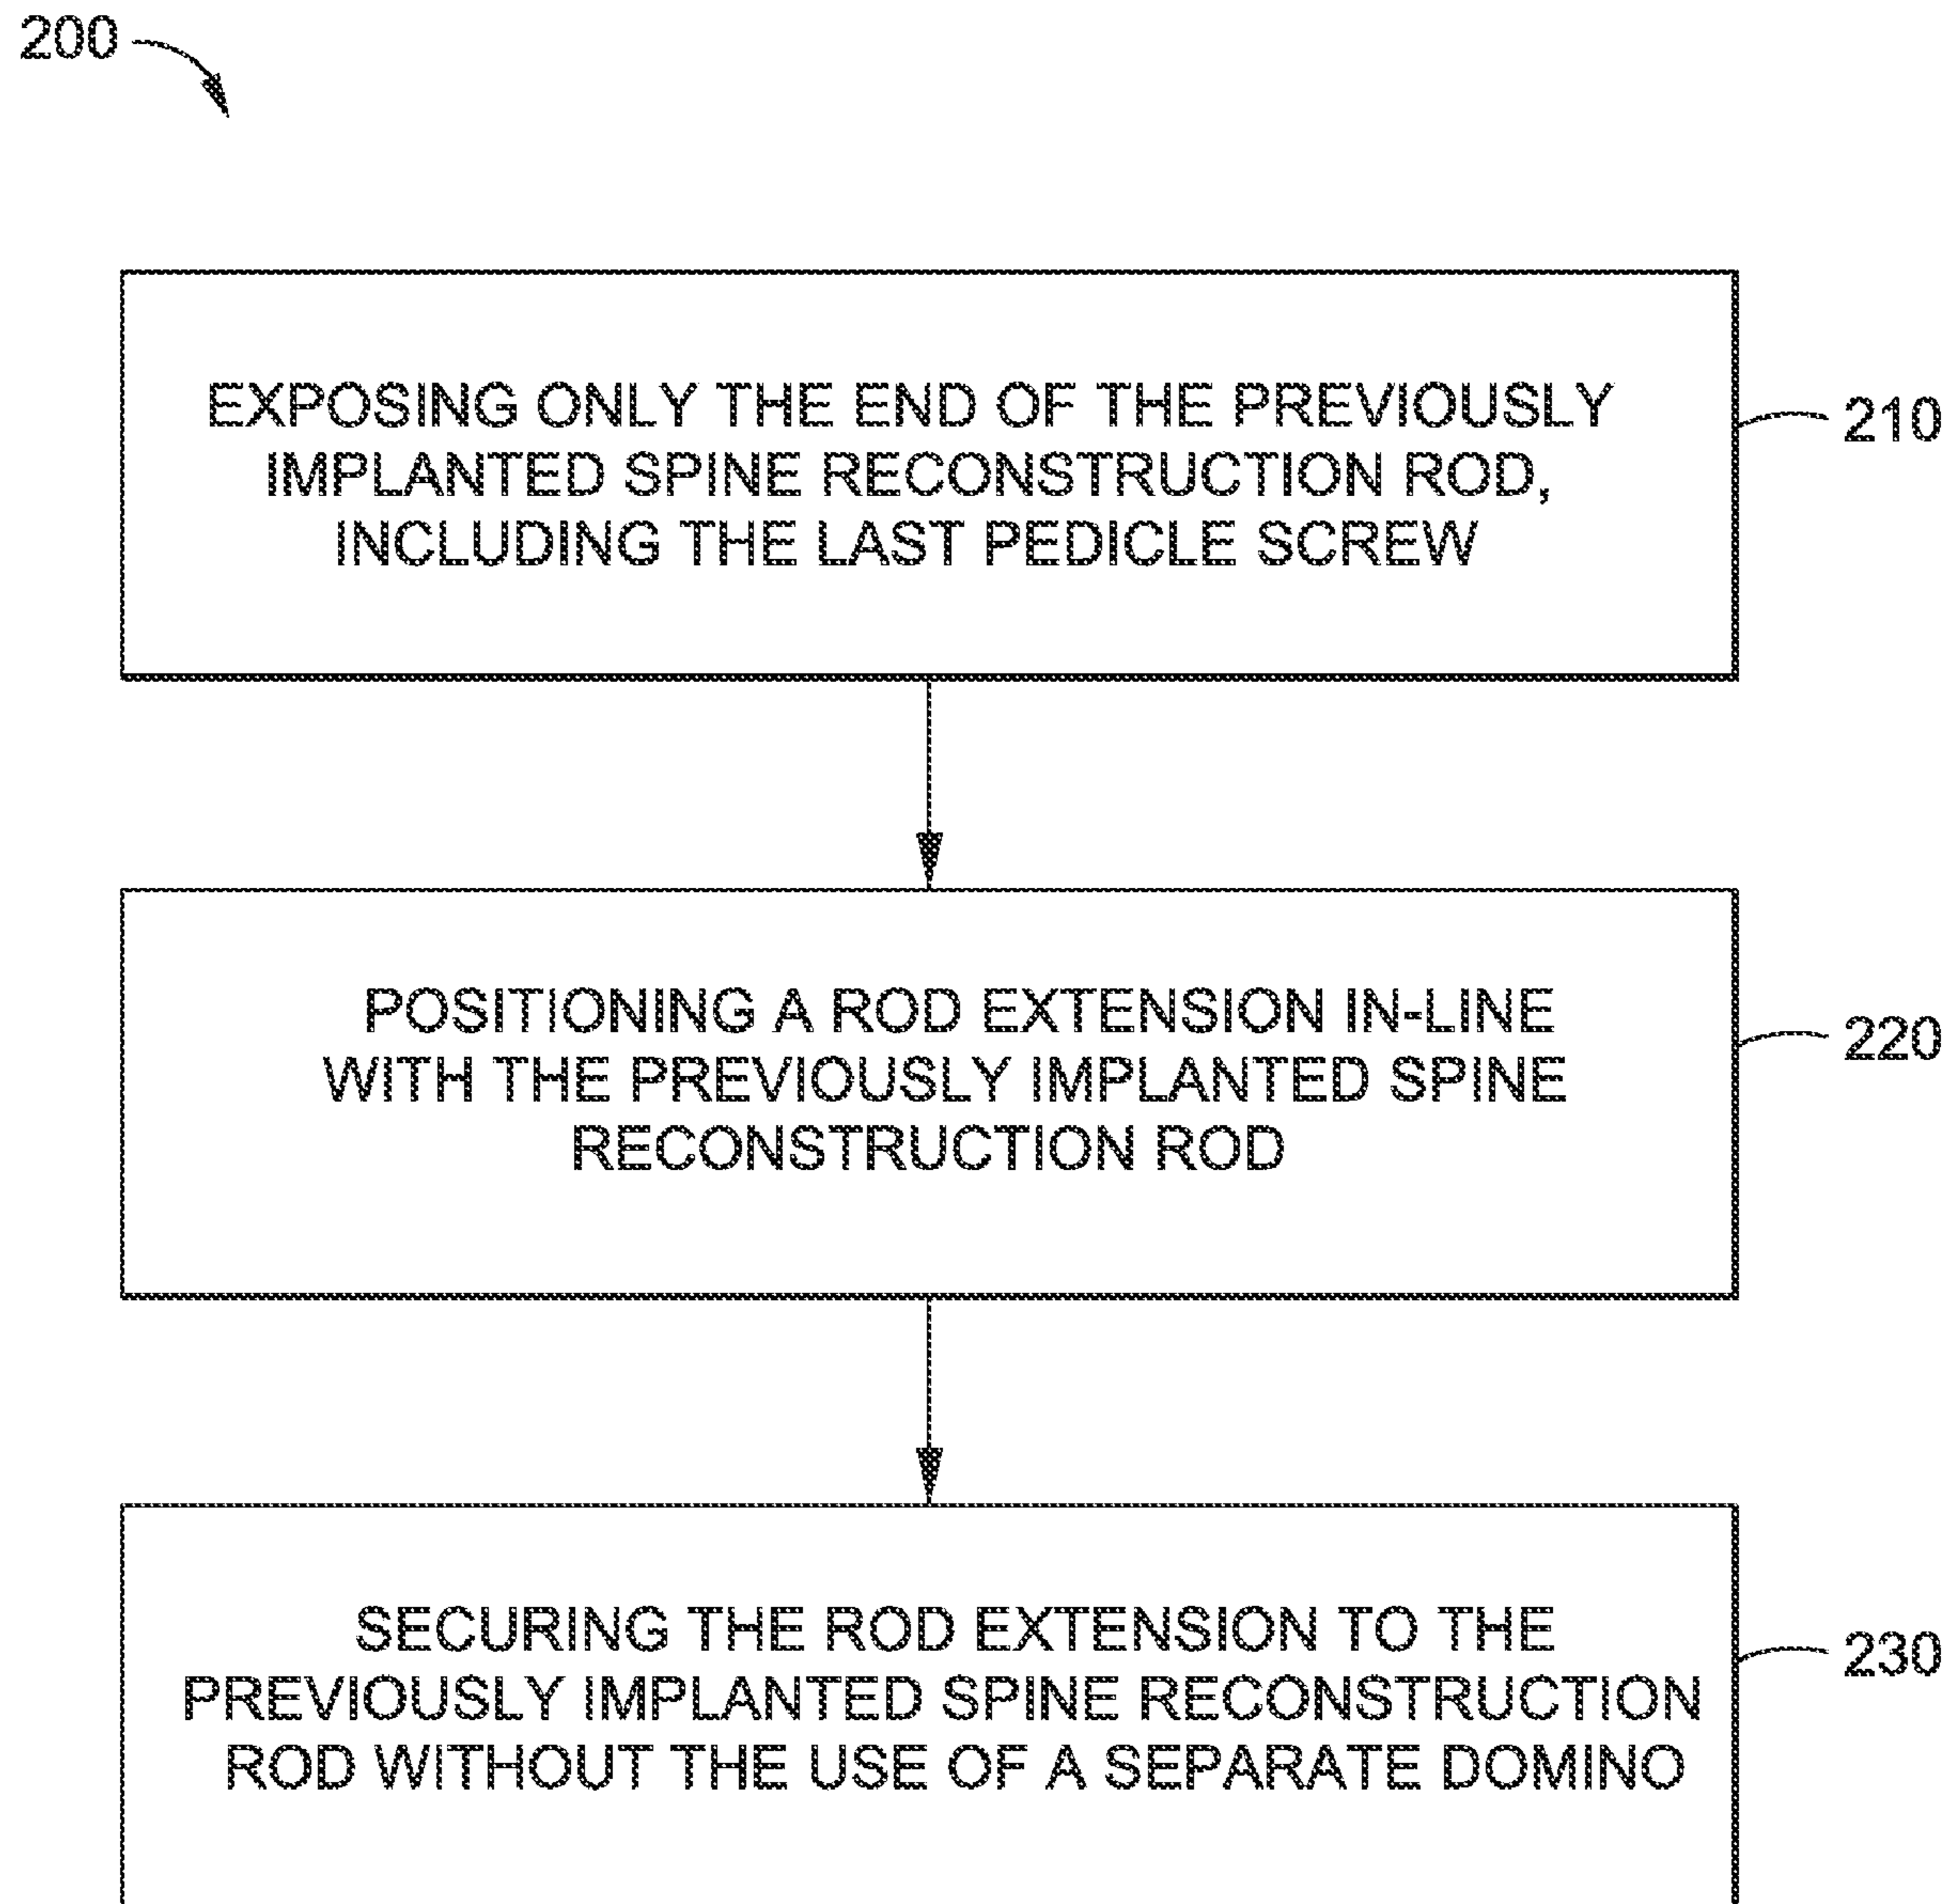 200
EXPOSING ONLY THE END OF THE PREVIOUSLY
IMPLANTED SPINE RECONSTRUCTION ROD,
INCLUDING THE LAST PEDICLE SCREW
210
POSITIONING A ROD EXTENSION IN-LINE
WITH THE PREVIOUSLY IMPLANTED SPINE
RECONSTRUCTION ROD
220
SECURING THE ROD EXTENSION TO THE
PREVIOUSLY IMPLANTED SPINE RECONSTRUCTION
ROD WITHOUT THE USE OF A SEPARATE DOMINO
230